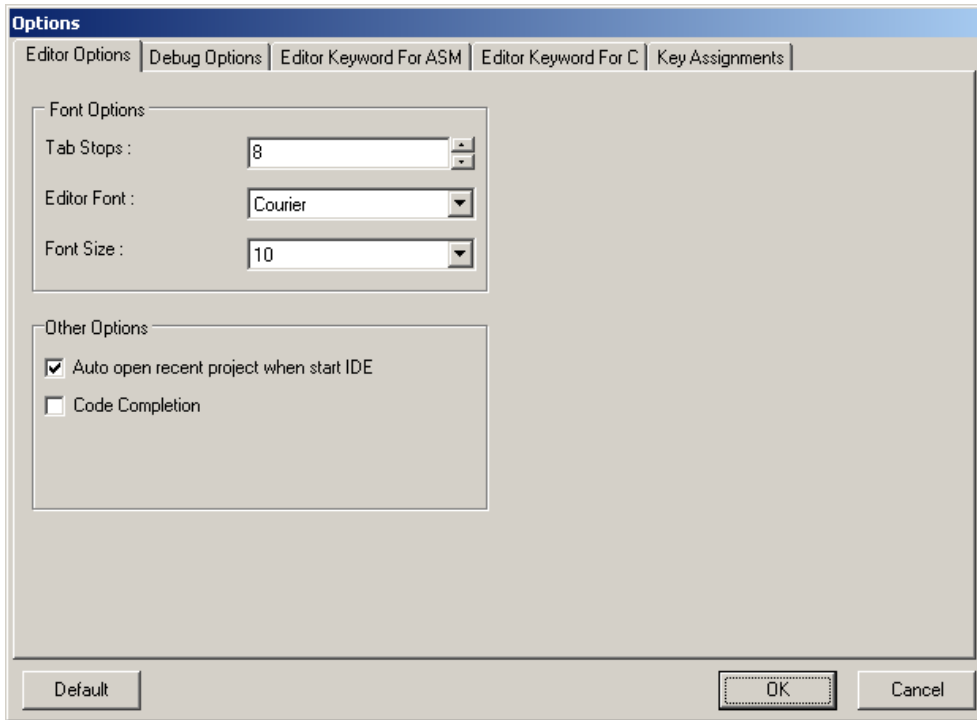 Options
Editor Options Debug Options Editor Keyword For ASM Editor Keyword For C Key Assignments
Font Options
Tab Stops : 8
Editor Font : Courier
Font Size : 10
Other Options
Auto open recent project when start IDE
Code Completion
Default OK Cancel